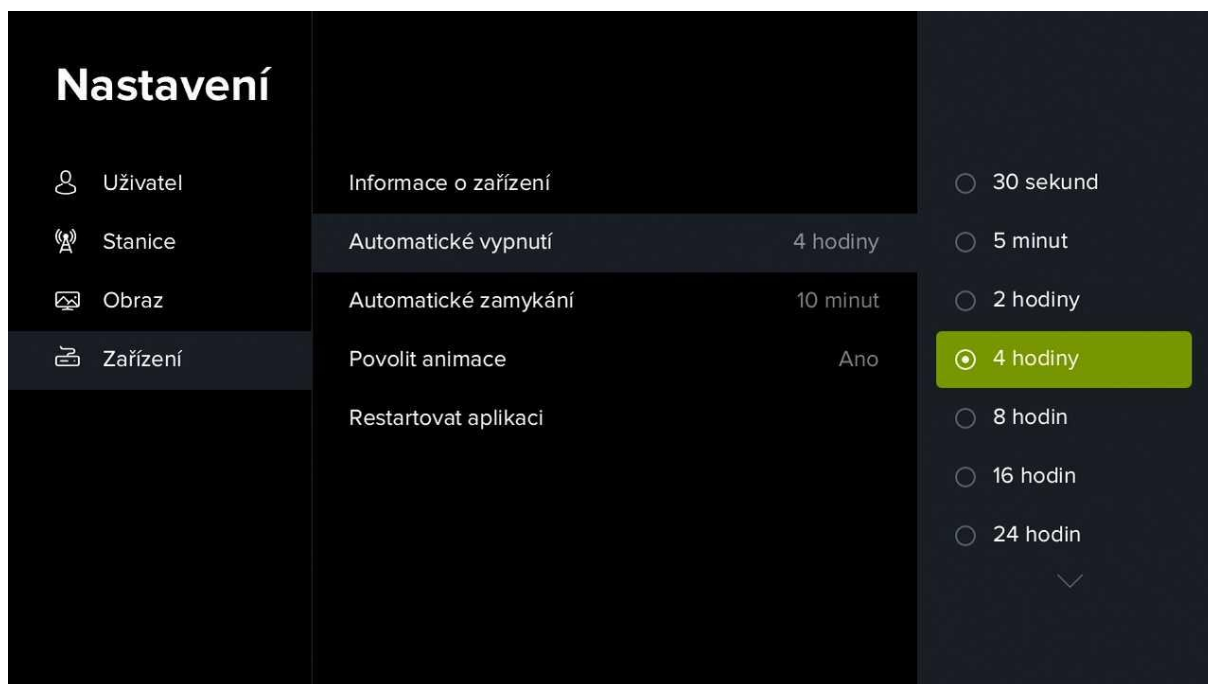 Nastavení
Uživatel
Stanice
Obraz
Zařízení
Informace o zařízení
Automatické vypnutí 4 hodiny
Automatické zamykání 10 minut
Povolit animace Ano
Restartovat aplikaci
30 sekund
5 minut
2 hodiny
4 hodiny
8 hodin
16 hodin
24 hodin